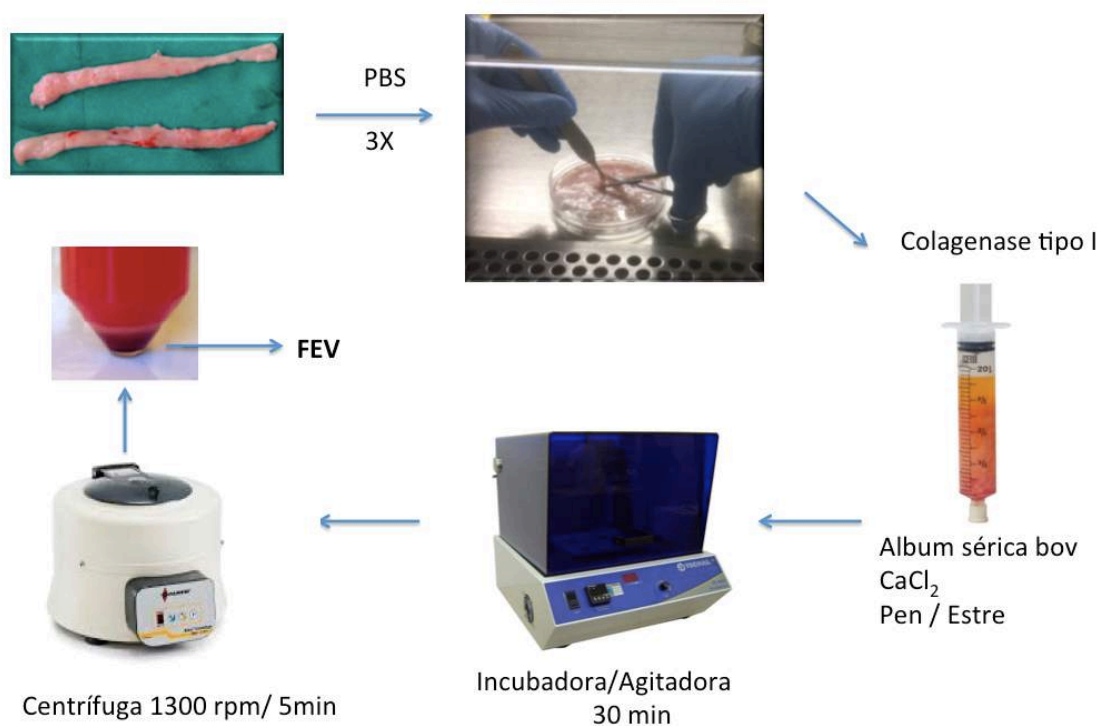 PBS
3X
Colagenase tipo I
Album sérica bov
CaCl₂
Pen / Estre
Incubadora/Agitadora
30 min
Centrífuga 1300 rpm/ 5min
FEV